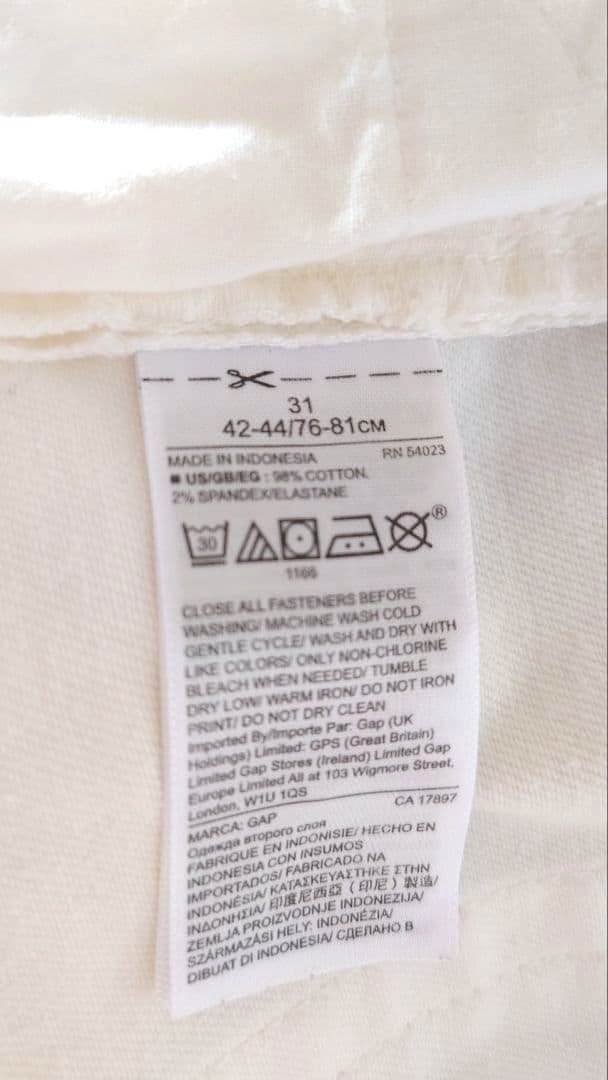 31
42-44/76-81CM
MADE IN INDONESIA RN 54023
■ US/GB/EG : 98% COTTON,
2% SPANDEX/ELASTANE
30 ®
1166
CLOSE ALL FASTENERS BEFORE
WASHING/ MACHINE WASH COLD
GENTLE CYCLE/ WASH AND DRY WITH
LIKE COLORS/ ONLY NON-CHLORINE
BLEACH WHEN NEEDED/ TUMBLE
DRY LOW/ WARM IRON/ DO NOT IRON
PRINT/ DO NOT DRY CLEAN
Imported By/Importe Par: Gap (UK
Holdings) Limited: GPS (Great Britain)
Limited Gap Stores (Ireland) Limited Gap
Europe Limited All at 103 Wigmore Street,
London, W1U 1QS
CA 17897
MARCA: GAP
Одежда второго слоя
FABRIQUE EN INDONISIE/ HECHO EN
INDONESIA CON INSUMOS
IMPORTADOS/ FABRICADO NA
INDONÉSIA/ ΚΑΤΑΣΚΕΥΑΣΤΗΚΕ ΣΤΗΝ
ΙΝΔΟΝΗΣΙΑ/ 印度尼西亞（印尼）製造/
ZEMLJA PROIZVODNJE INDONEZIJA/
SZÁRMAZÁSI HELY: INDONÉZIA/
DIBUAT DI INDONESIA/ СДЕЛАНО В